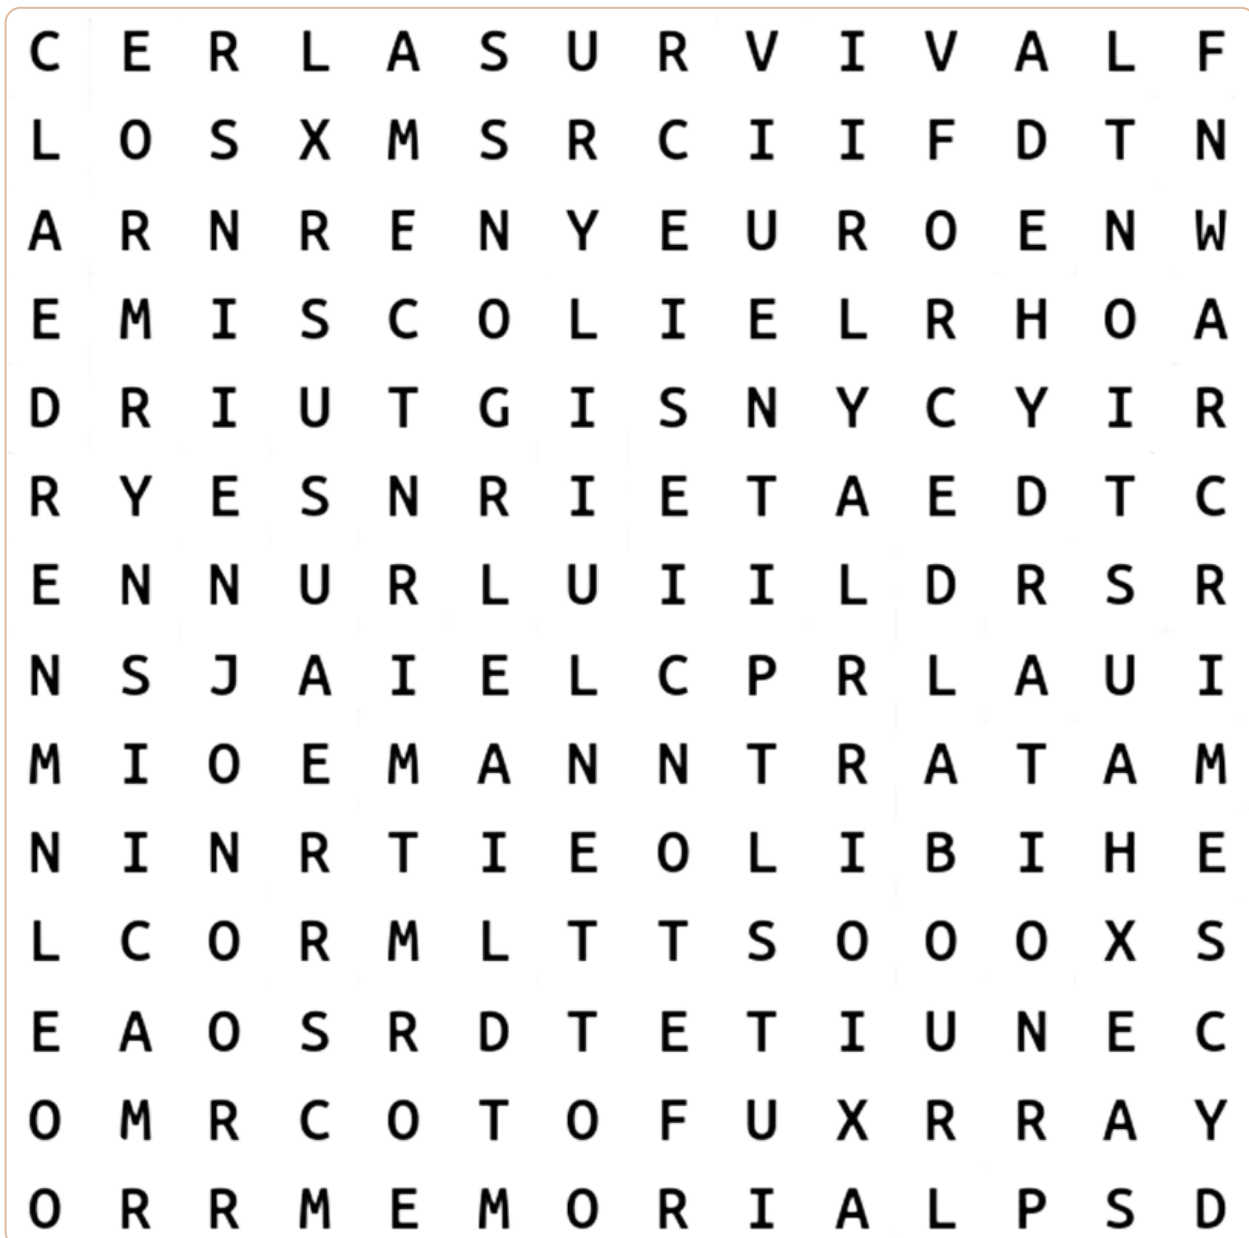 C E R L A S U R V I V A L F
L O S X M S R C I I F D T N
A R N R E N Y E U R O E N W
E M I S C O L I E L R H O A
D R I U T G I S N Y C Y I R
R Y E S N R I E T A E D T C
E N N U R L U I I L D R S R
N S J A I E L C P R L A U I
M I O E M A N N T R A T A M
N I N R T I E O L I B I H E
L C O R M L T T S O O O X S
E A O S R D T E T I U N E C
O M R C O T O F U X R R A Y
O R R M E M O R I A L P S D